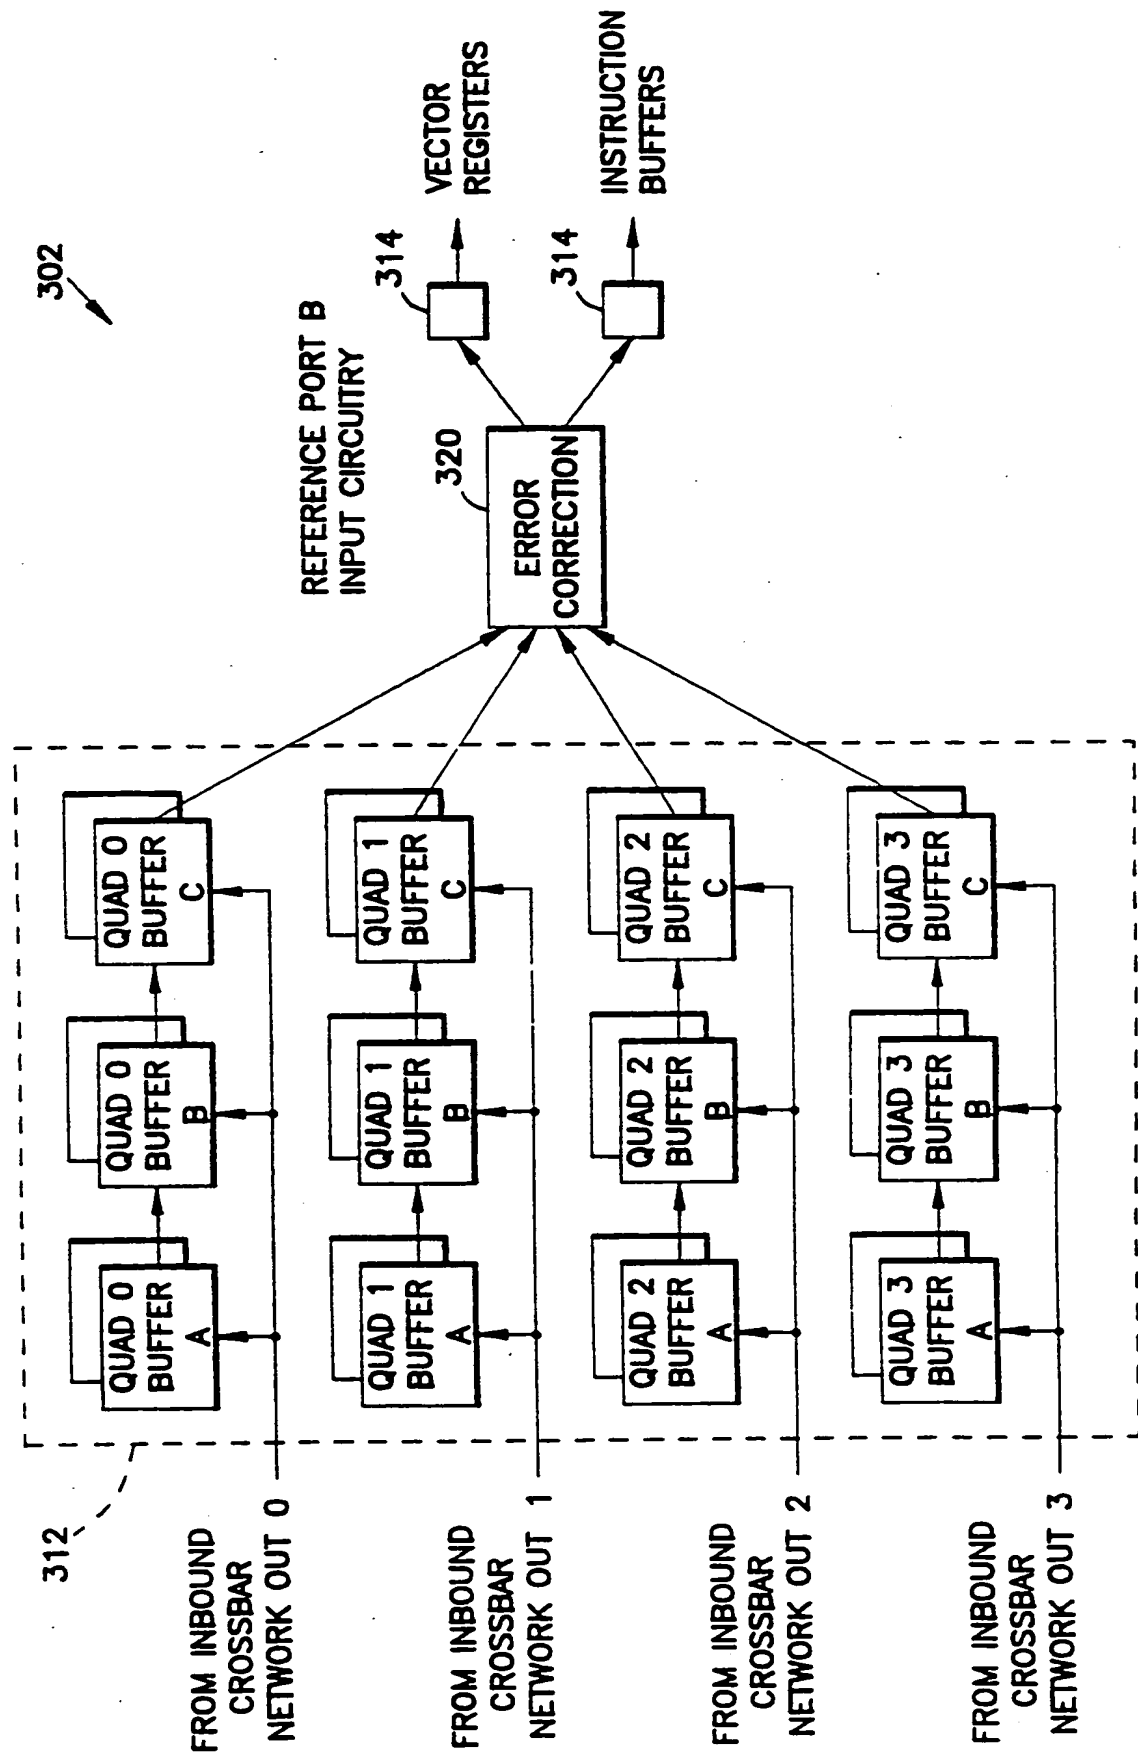 302
REFERENCE PORT B
INPUT CIRCUITRY
312
FROM INBOUND
CROSSBAR
NETWORK OUT 0
QUAD 0
BUFFER
A
QUAD 0
BUFFER
B
QUAD 0
BUFFER
C
FROM INBOUND
CROSSBAR
NETWORK OUT 1
QUAD 1
BUFFER
A
QUAD 1
BUFFER
B
QUAD 1
BUFFER
C
FROM INBOUND
CROSSBAR
NETWORK OUT 2
QUAD 2
BUFFER
A
QUAD 2
BUFFER
B
QUAD 2
BUFFER
C
FROM INBOUND
CROSSBAR
NETWORK OUT 3
QUAD 3
BUFFER
A
QUAD 3
BUFFER
B
QUAD 3
BUFFER
C
320
ERROR
CORRECTION
314
VECTOR
REGISTERS
314
INSTRUCTION
BUFFERS